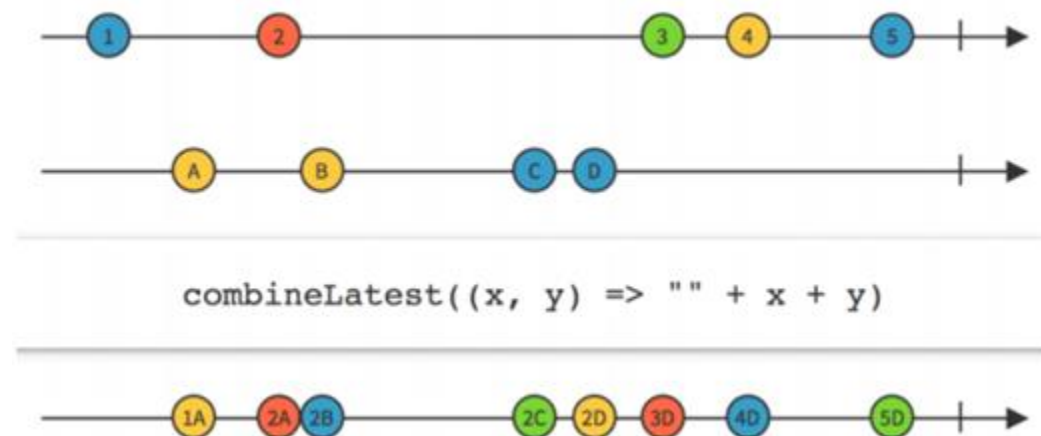 1 2 3 4 5
A B C D
combineLatest((x, y) => "" + x + y)
1A 2A 2B 2C 2D 3D 4D 5D